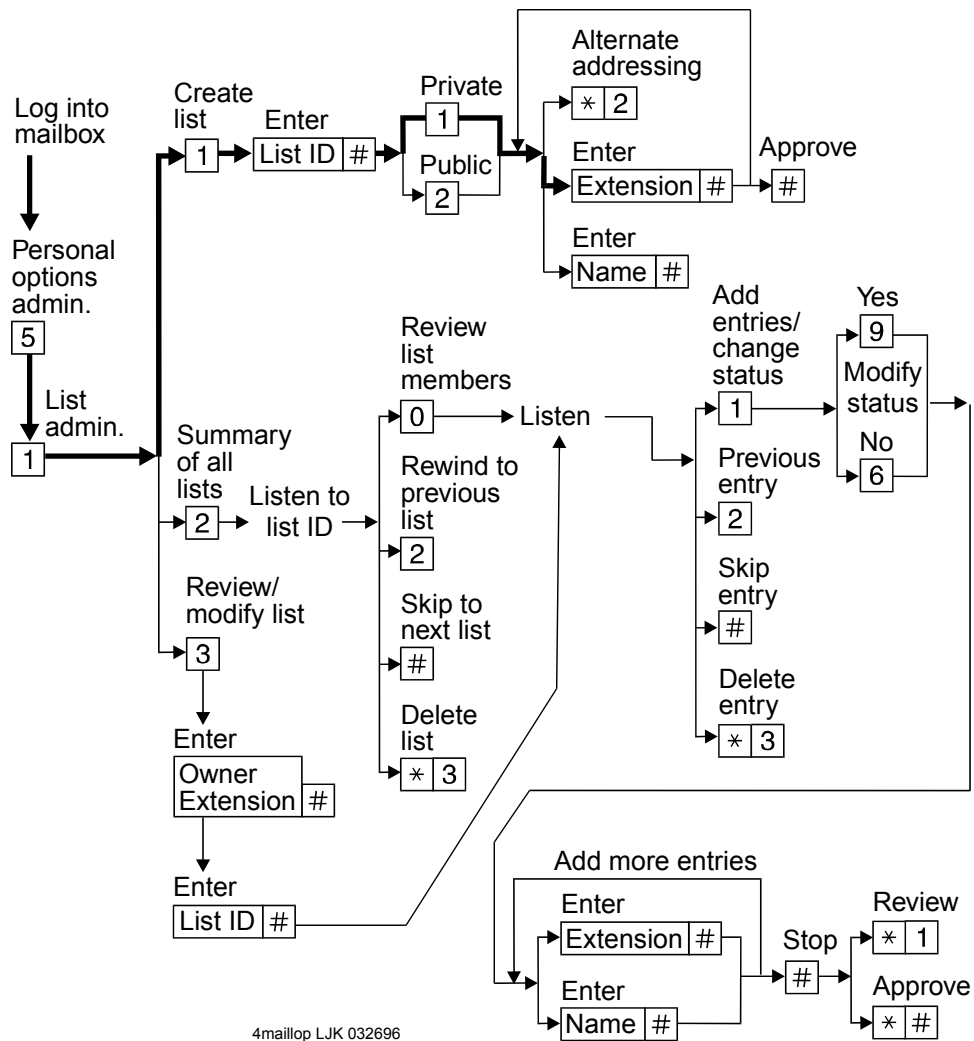 Log into
mailbox
Personal
options
admin.
5
List
admin.
1
Create
list
1
Enter
List ID #
Private
1
Public
2
Alternate
addressing
* 2
Enter
Extension #
Approve
#
Enter
Name #
Summary
of all
lists
2
Listen to
list ID
Review
list
members
0
Rewind to
previous
list
2
Skip to
next list
#
Delete
list
* 3
Listen
Add
entries/
change
status
1
Previous
entry
2
Skip
entry
#
Delete
entry
* 3
Yes
9
Modify
status
No
6
Review/
modify list
3
Enter
Owner
Extension #
Enter
List ID #
Add more entries
Enter
Extension #
Enter
Name #
Stop
#
Review
* 1
Approve
* #
4maillop LJK 032696